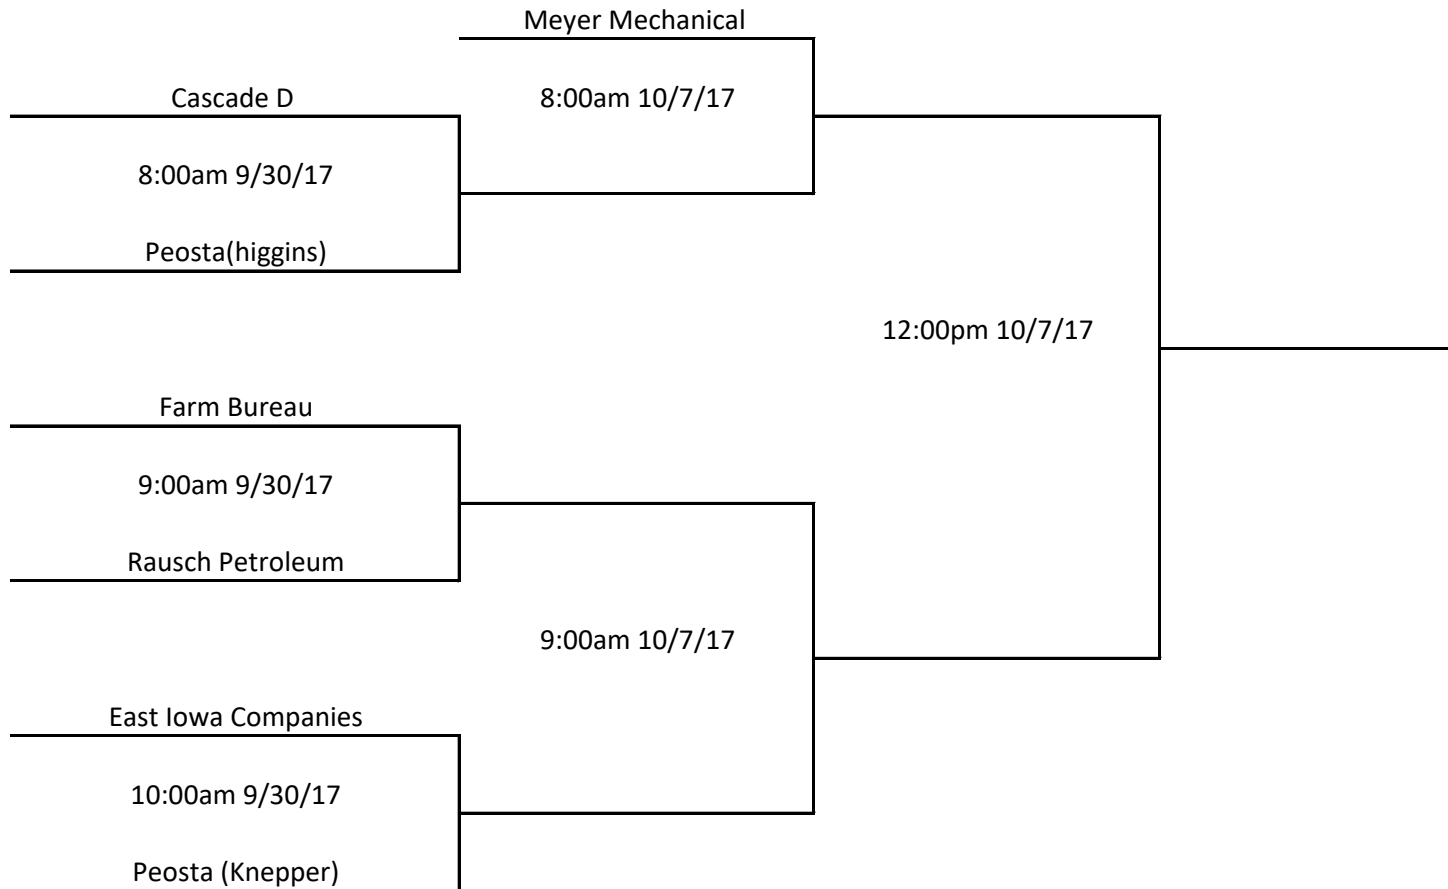 Meyer Mechanical
Cascade D
8:00am 10/7/17
8:00am 9/30/17
Peosta(higgins)
12:00pm 10/7/17
Farm Bureau
9:00am 9/30/17
Rausch Petroleum
9:00am 10/7/17
East Iowa Companies
10:00am 9/30/17
Peosta (Knepper)